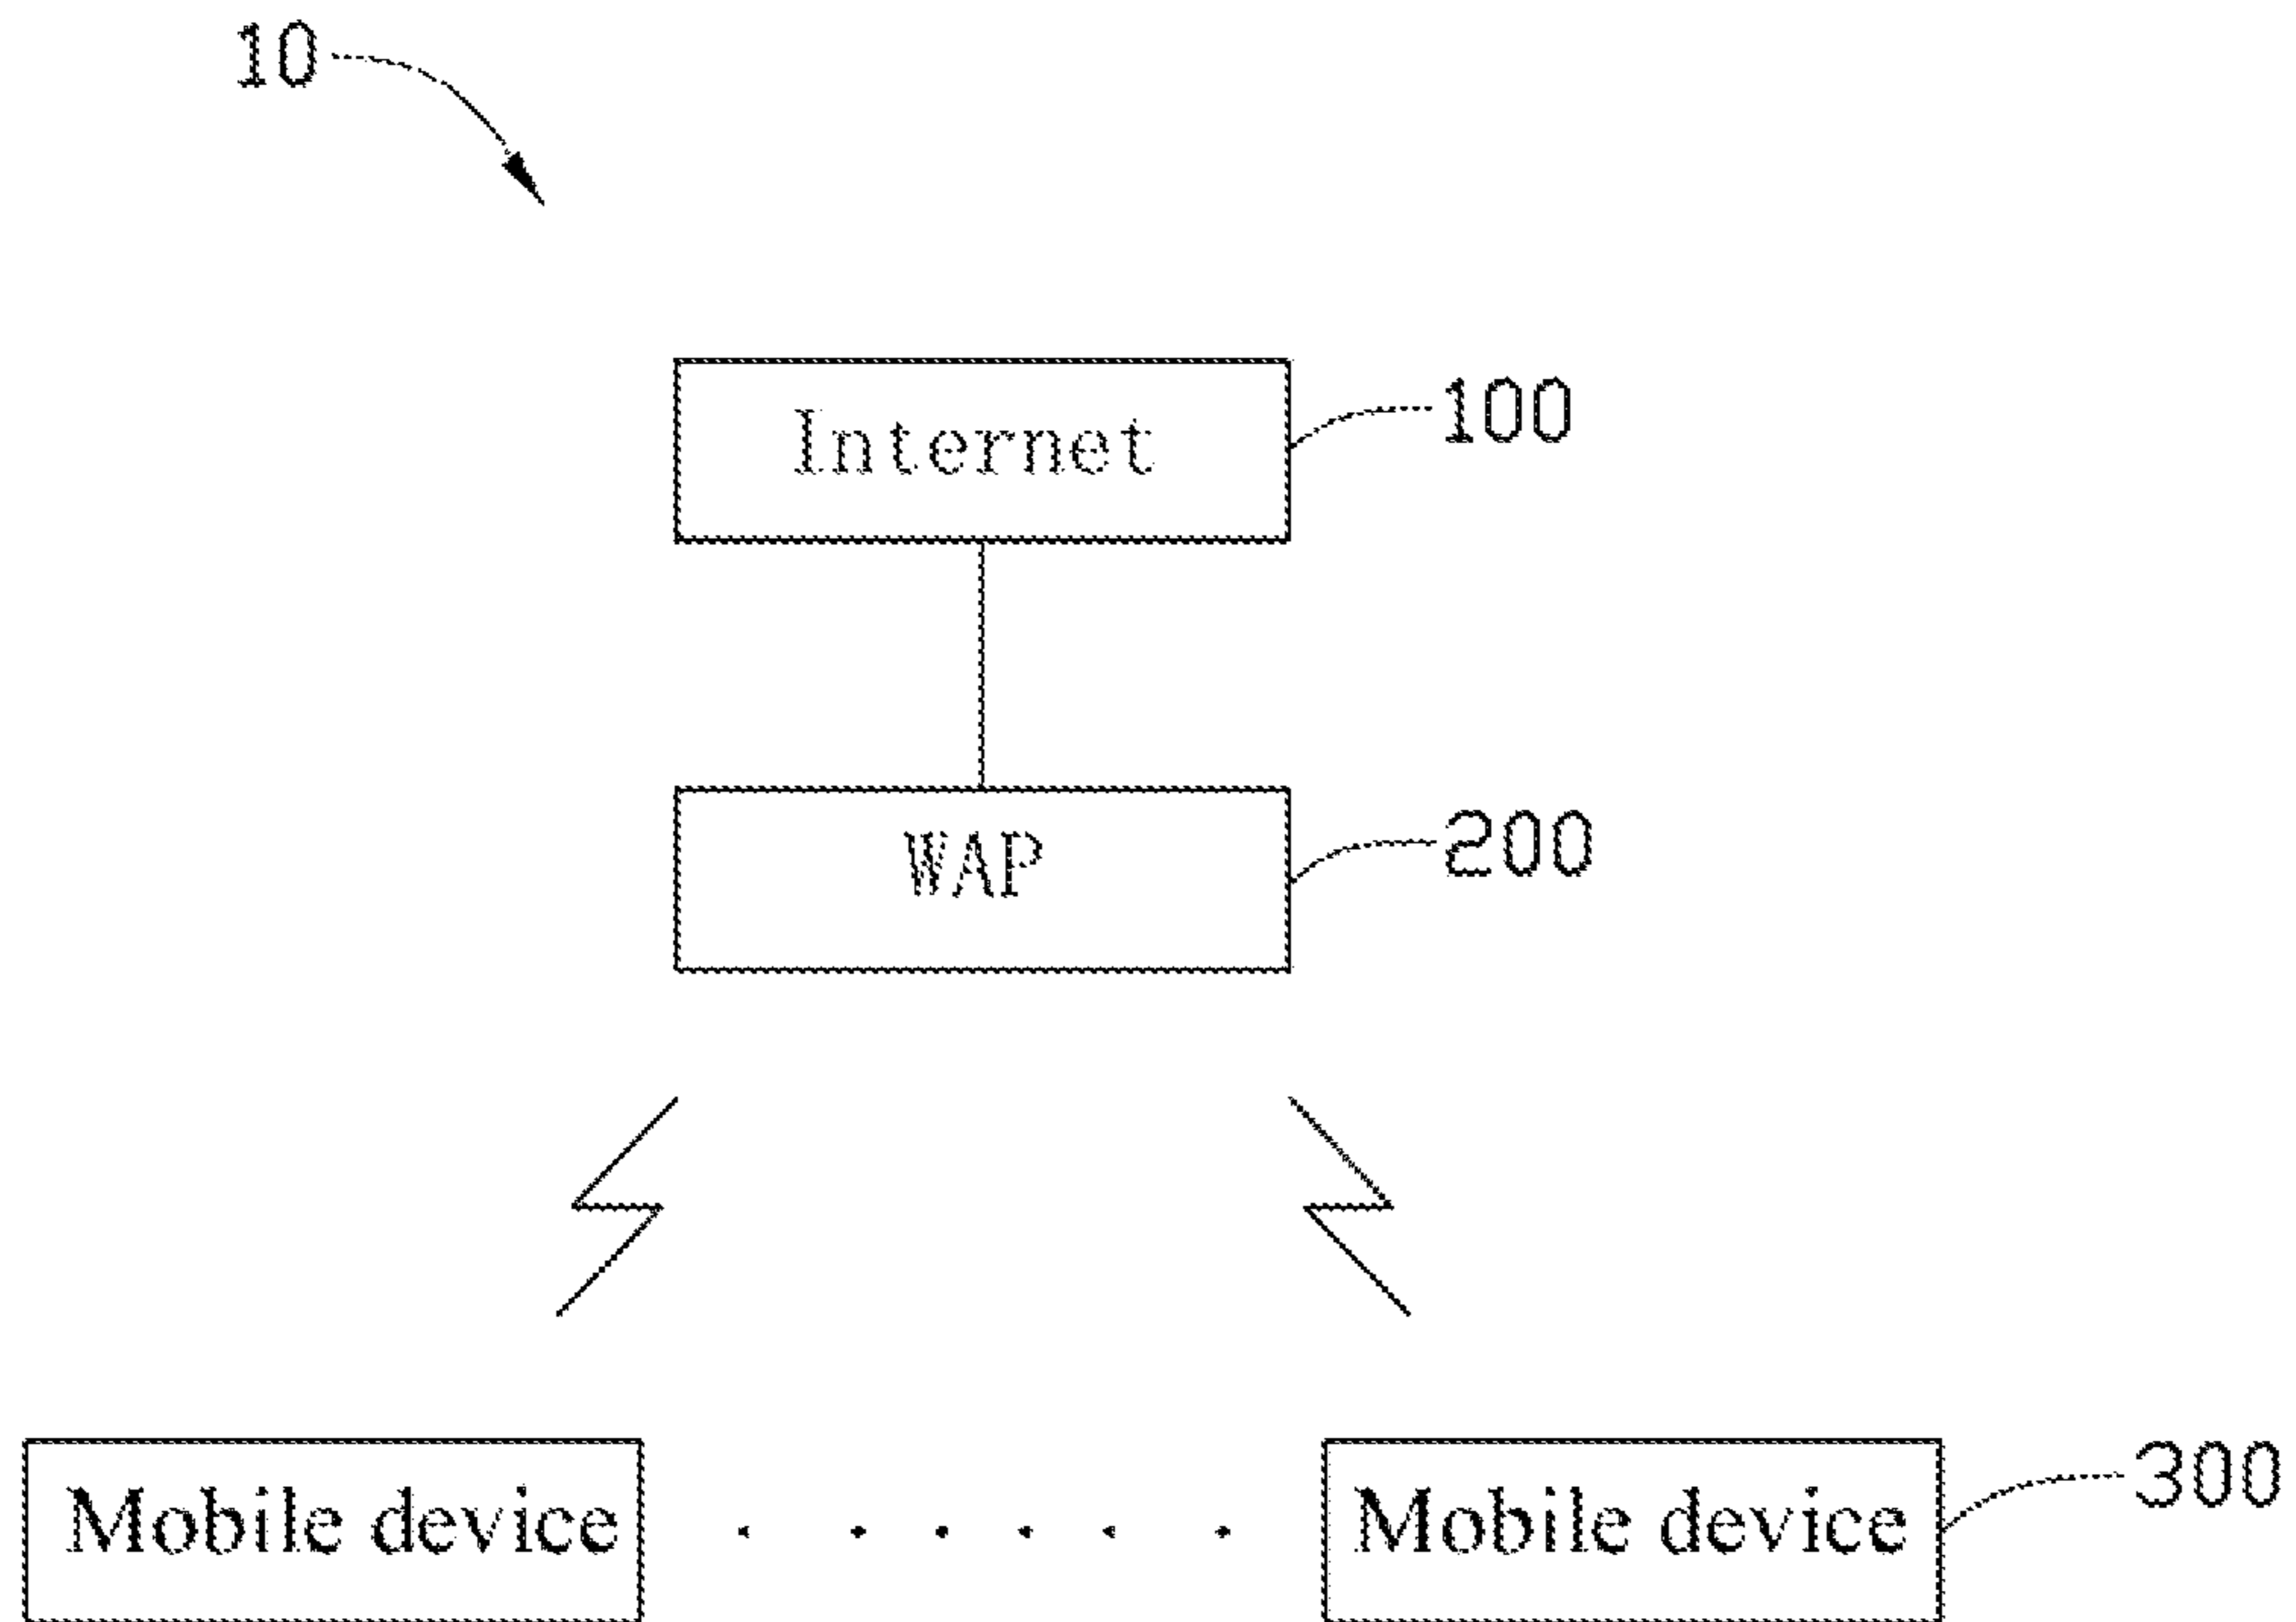 10
Internet
100
WAP
200
Mobile device . . . . . . Mobile device
300